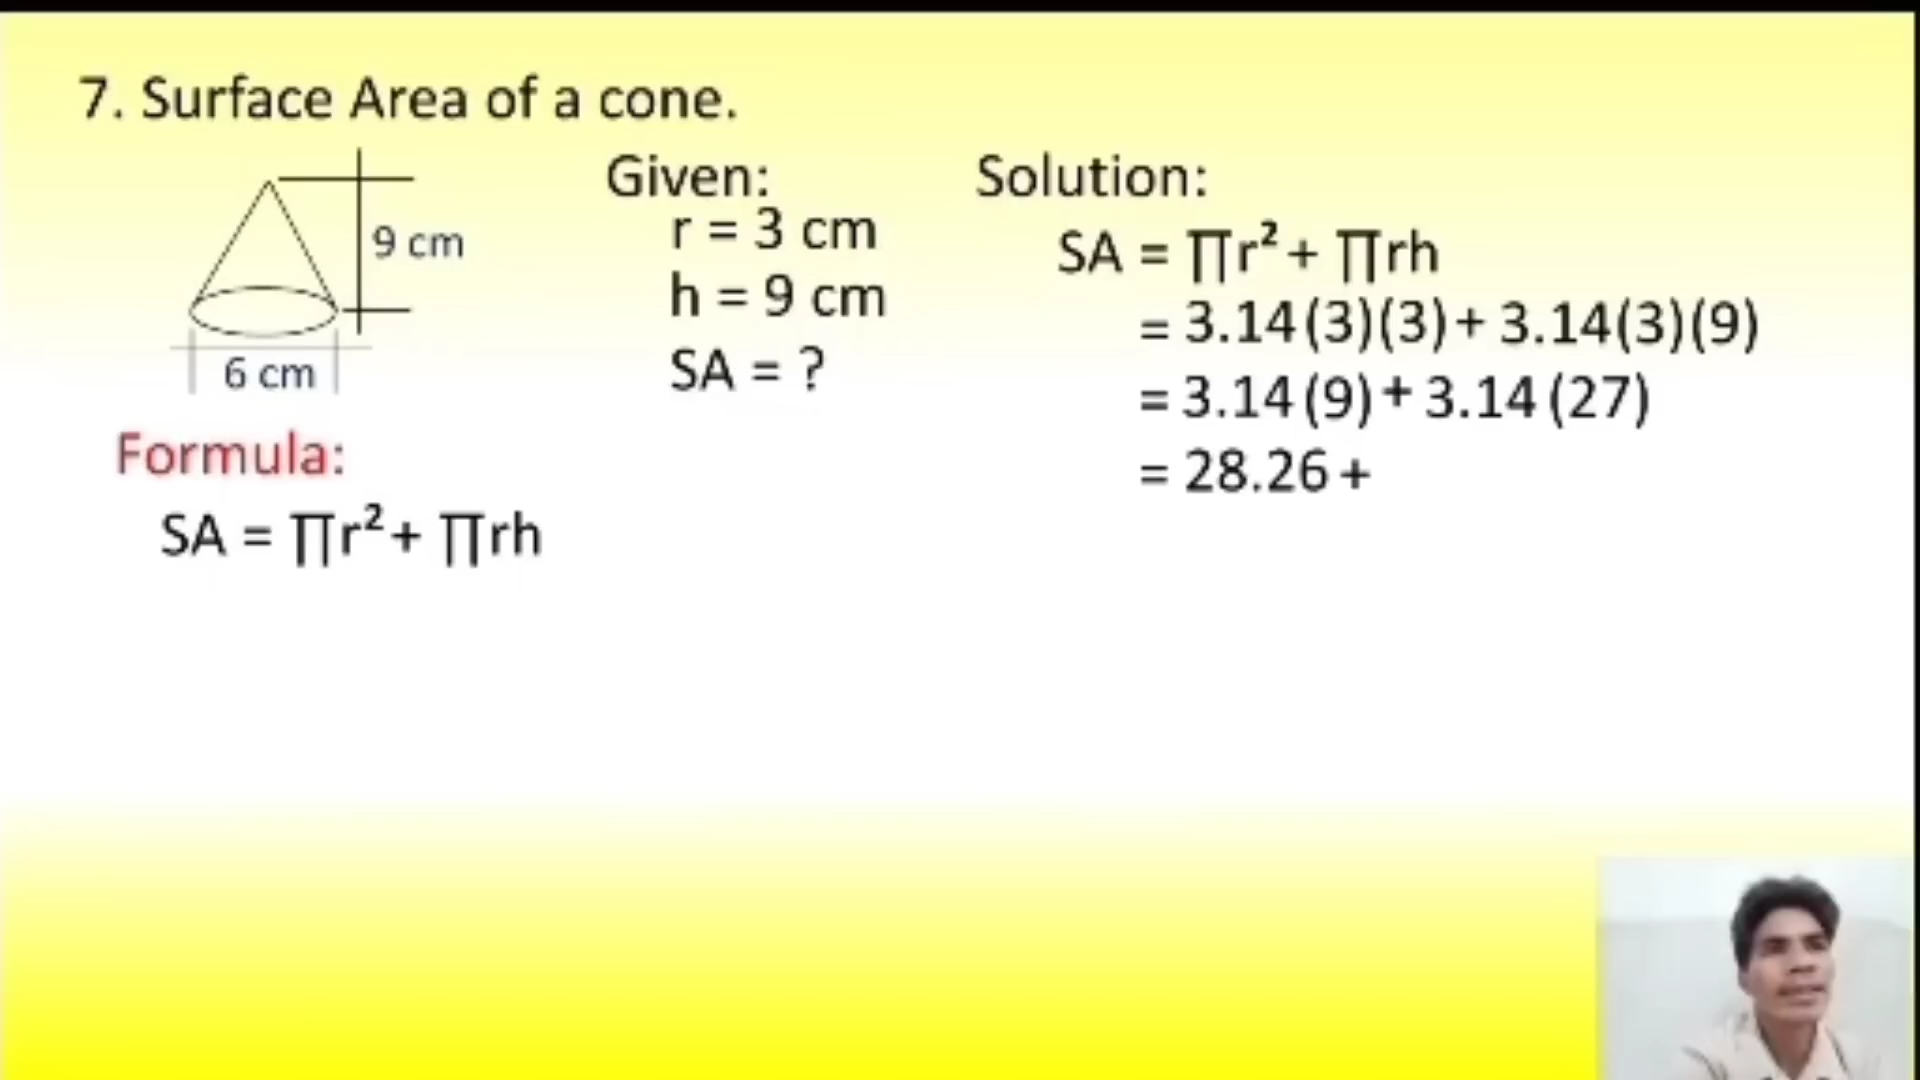 7. Surface Area of a cone.
9 cm
6 cm
Formula:
SA = ∏r²+ ∏rh
Given:
r = 3 cm
h = 9 cm
SA = ?
Solution:
SA = ∏r²+ ∏rh
= 3.14(3)(3)+ 3.14(3)(9)
= 3.14(9)+ 3.14(27)
= 28.26 +